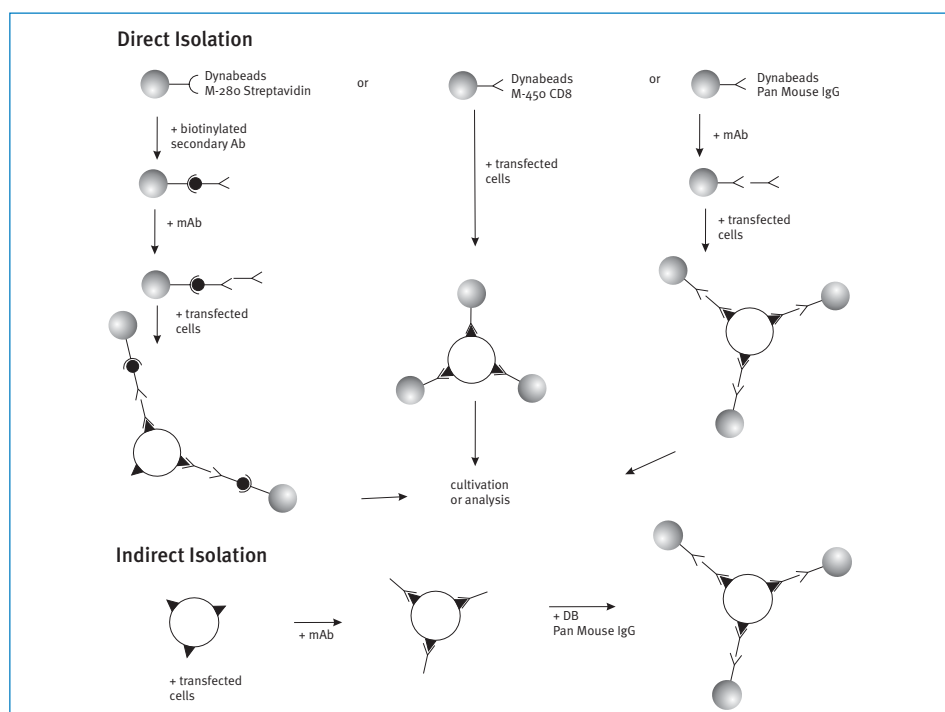 Direct Isolation
Dynabeads
M-280 Streptavidin
or
Dynabeads
M-450 CD8
or
Dynabeads
Pan Mouse IgG
+ biotinylated
secondary Ab
+ mAb
+ transfected
cells
+ transfected
cells
+ mAb
+ transfected
cells
cultivation
or analysis
Indirect Isolation
+ transfected
cells
+ mAb
+ DB
Pan Mouse IgG